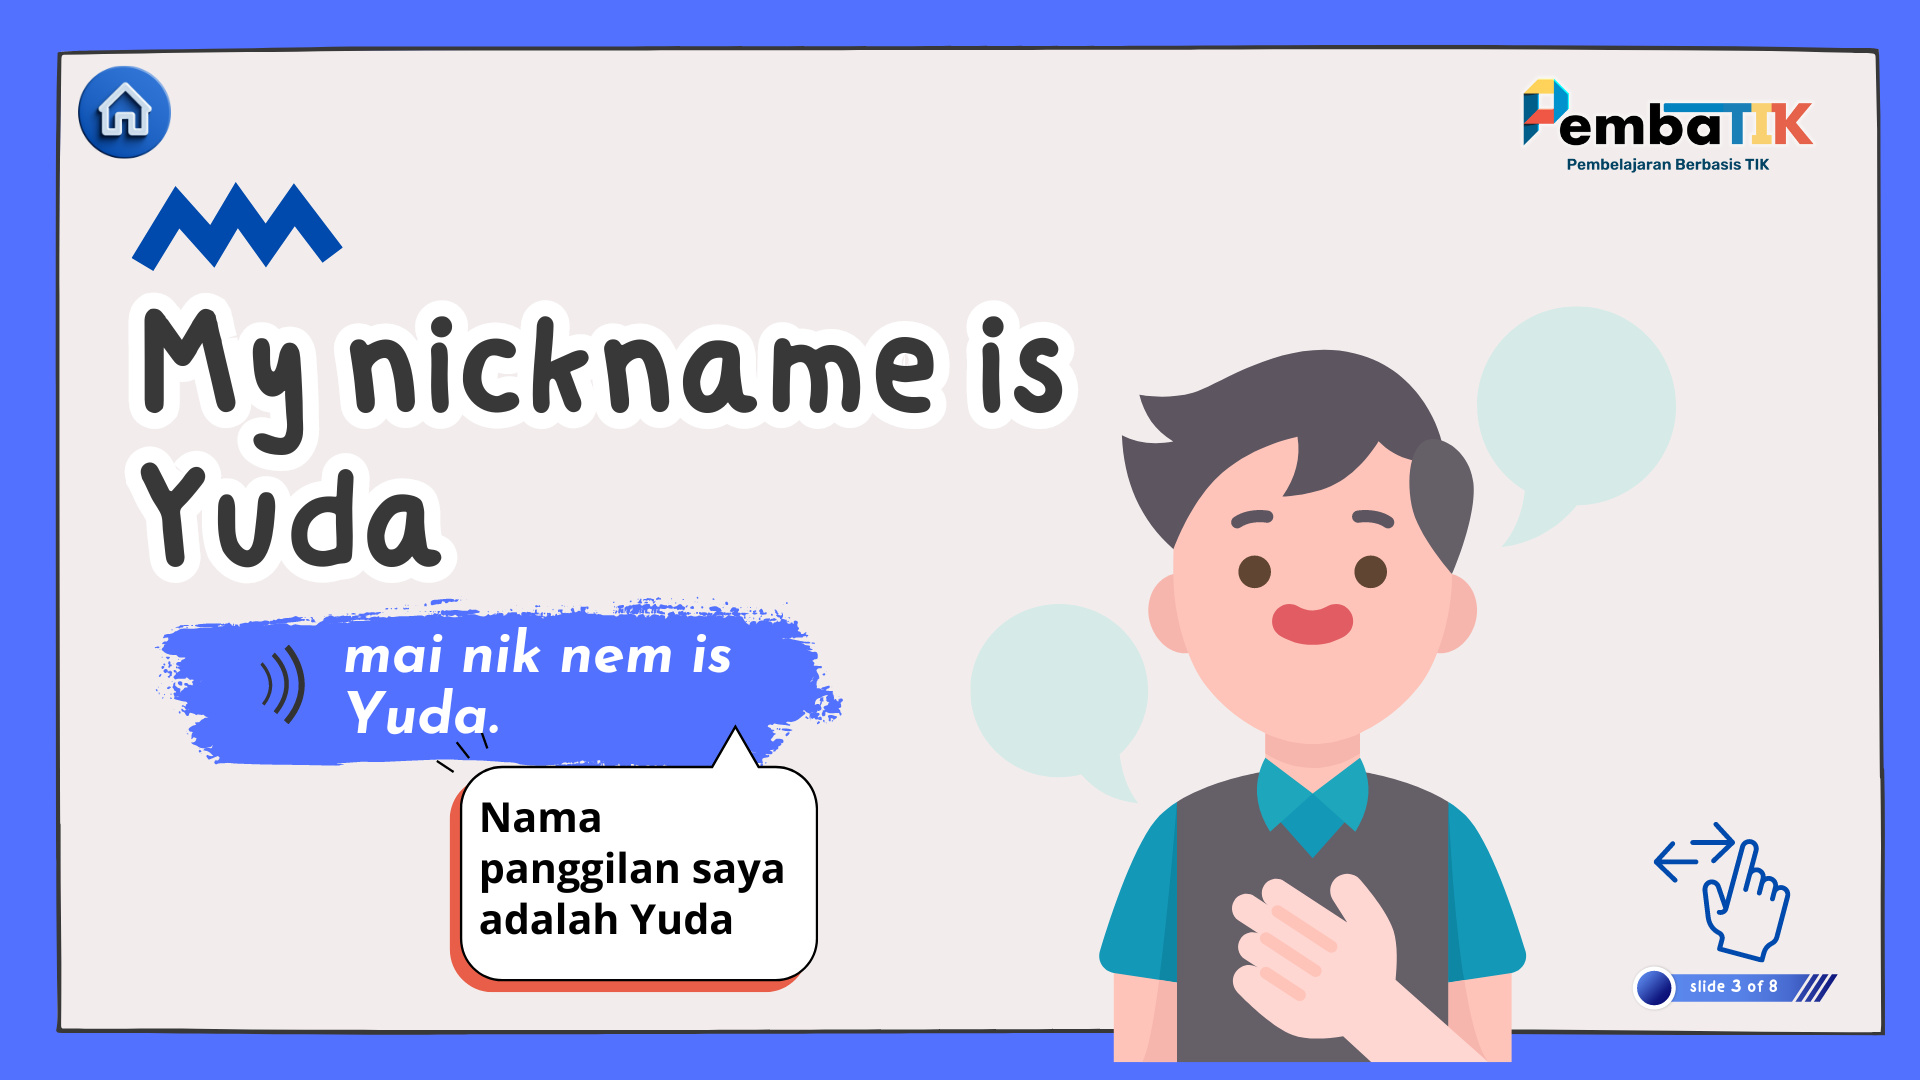 PembaTIK
Pembelajaran Berbasis TIK
My nickname is
Yuda
mai nik nem is
Yuda.
Nama
panggilan saya
adalah Yuda
slide 3 of 8